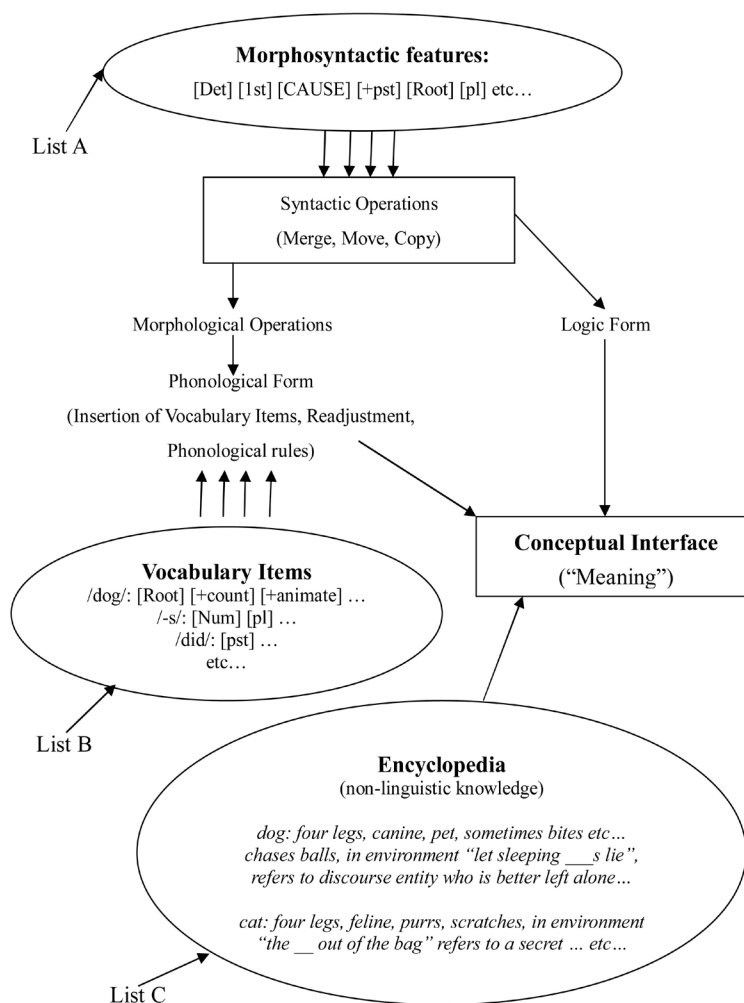 Morphosyntactic features:
[Det] [1st] [CAUSE] [+pst] [Root] [pl] etc…
List A
Syntactic Operations
(Merge, Move, Copy)
Morphological Operations
Logic Form
Phonological Form
(Insertion of Vocabulary Items, Readjustment,
Phonological rules)
Conceptual Interface
(“Meaning”)
Vocabulary Items
/dog/: [Root] [+count] [+animate] …
/-s/: [Num] [pl] …
/did/: [pst] …
etc…
List B
Encyclopedia
(non-linguistic knowledge)
dog: four legs, canine, pet, sometimes bites etc…
chases balls, in environment “let sleeping ___s lie”,
refers to discourse entity who is better left alone…
cat: four legs, feline, purrs, scratches, in environment
“the __ out of the bag” refers to a secret … etc…
List C